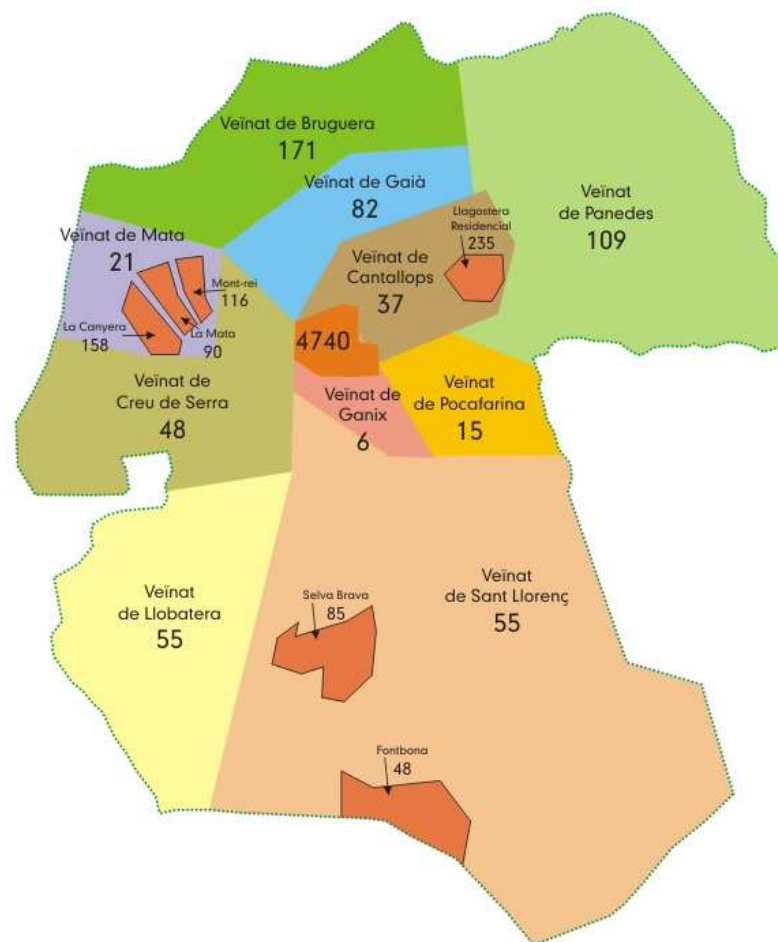 Veïnat de Bruguera
171
Veïnat de Gaià
82
Veïnat
de Panedes
109
Llagostera
Residencial
235
Veïnat de
Cantallops
37
Veïnat de Mata
21
Mont-rei
116
La Mata
90
La Canyera
158
4740
Veïnat de
Creu de Serra
48
Veïnat de
Ganix
6
Veïnat
de Pocafarina
15
Veïnat
de Llobatera
55
Selva Brava
85
Veïnat
de Sant Llorenç
55
Fontbona
48